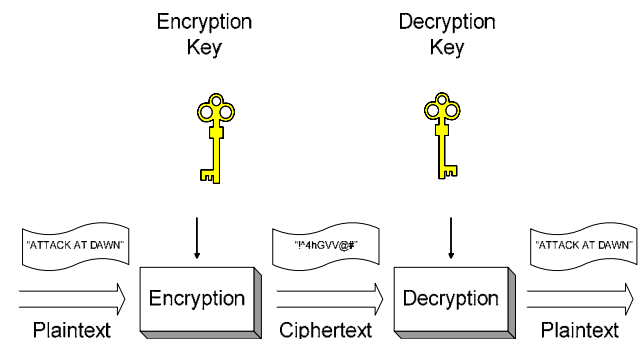 Encryption
Key
Decryption
Key
"ATTACK AT DAWN"
"!^4hGVV@#"
"ATTACK AT DAWN"
Encryption
Decryption
Plaintext
Ciphertext
Plaintext